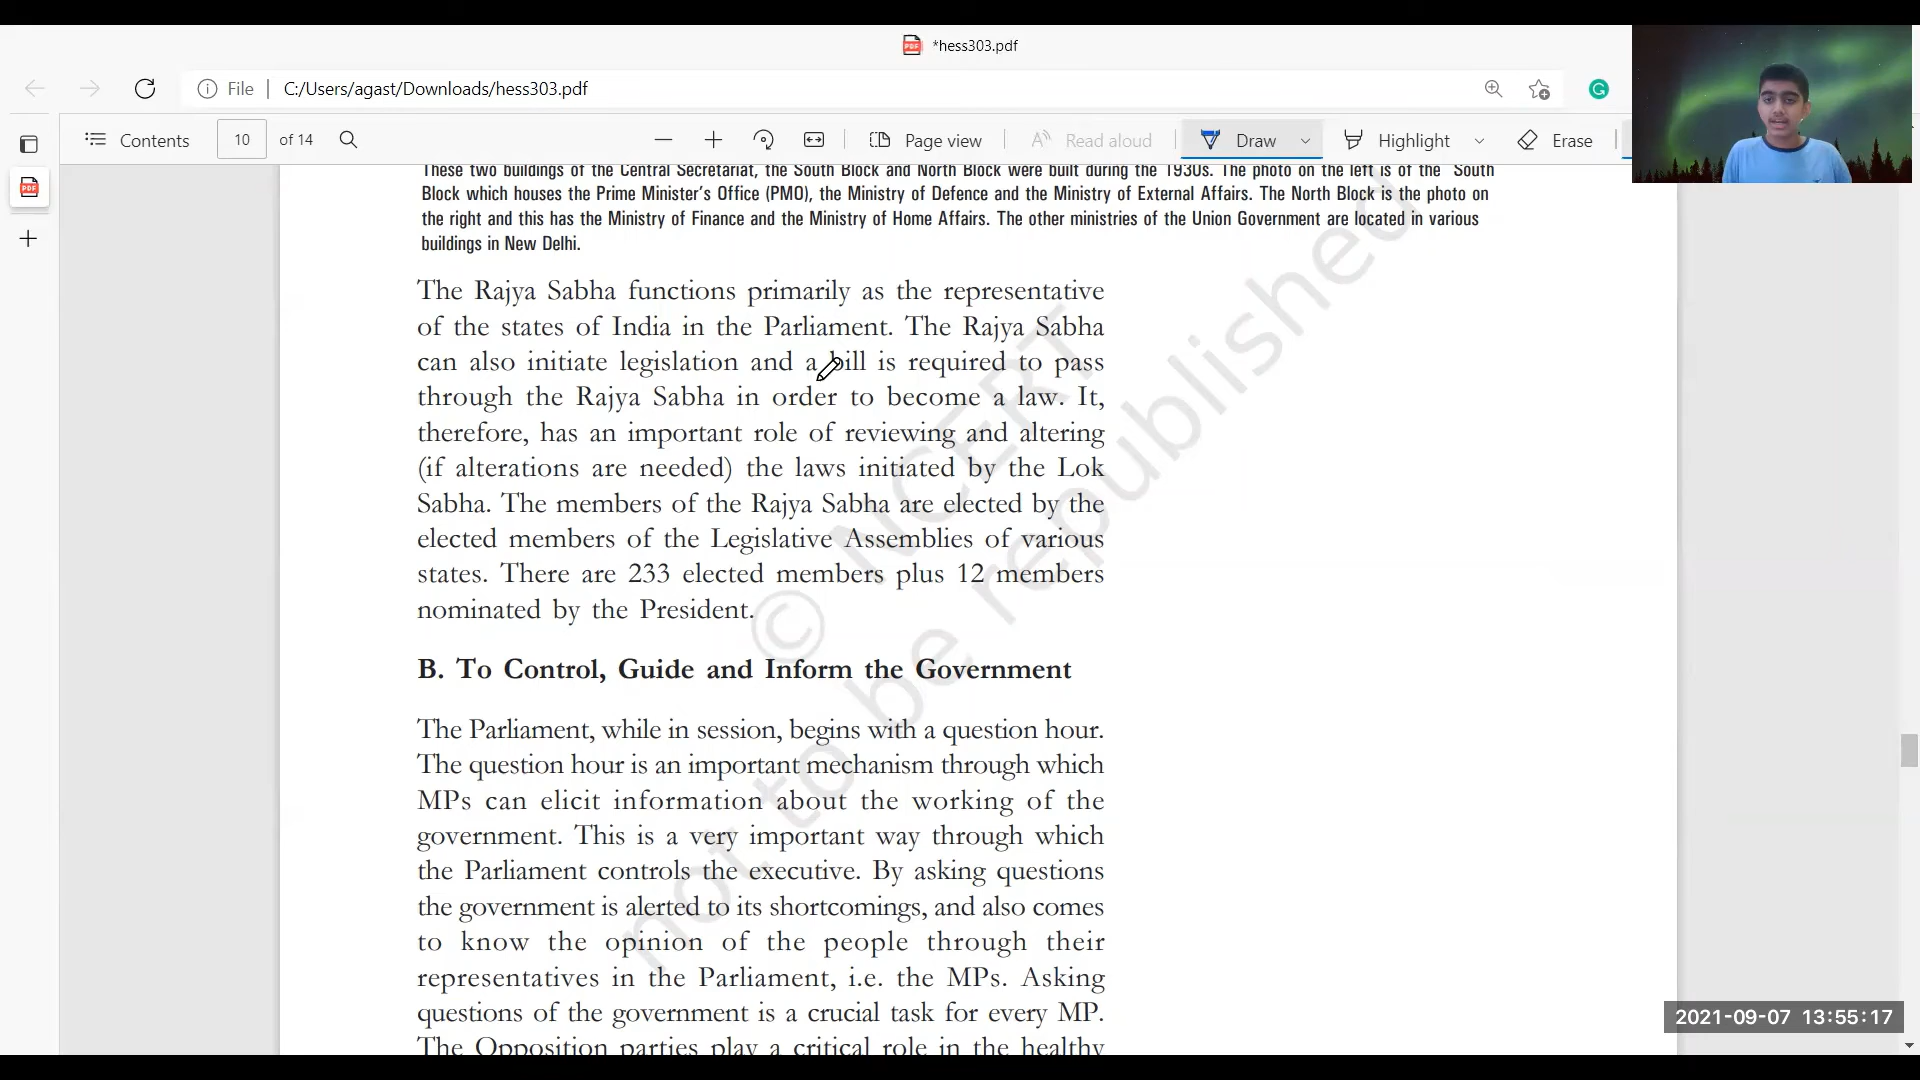 *hess303.pdf
File
C:/Users/agast/Downloads/hess303.pdf
Contents
10
of 14
Page view
Read aloud
Draw
Highlight
Erase
These two buildings of the Central Secretariat, the South Block and North Block were built during the 1930s. The photo on the left is of the South
Block which houses the Prime Minister's Office (PMO), the Ministry of Defence and the Ministry of External Affairs. The North Block is the photo on
the right and this has the Ministry of Finance and the Ministry of Home Affairs. The other ministries of the Union Government are located in various
buildings in New Delhi.
The Rajya Sabha functions primarily as the representative
of the states of India in the Parliament. The Rajya Sabha
can also initiate legislation and a bill is required to pass
through the Rajya Sabha in order to become a law. It,
therefore, has an important role of reviewing and altering
(if alterations are needed) the laws initiated by the Lok
Sabha. The members of the Rajya Sabha are elected by the
elected members of the Legislative Assemblies of various
states. There are 233 elected members plus 12 members
nominated by the President.
B. To Control, Guide and Inform the Government
The Parliament, while in session, begins with a question hour.
The question hour is an important mechanism through which
MPs can elicit information about the working of the
government. This is a very important way through which
the Parliament controls the executive. By asking questions
the government is alerted to its shortcomings, and also comes
to know the opinion of the people through their
representatives in the Parliament, i.e. the MPs. Asking
questions of the government is a crucial task for every MP.
The Opposition parties play a critical role in the healthy
© NCERT
not to be republished
2021-09-07 13:55:17